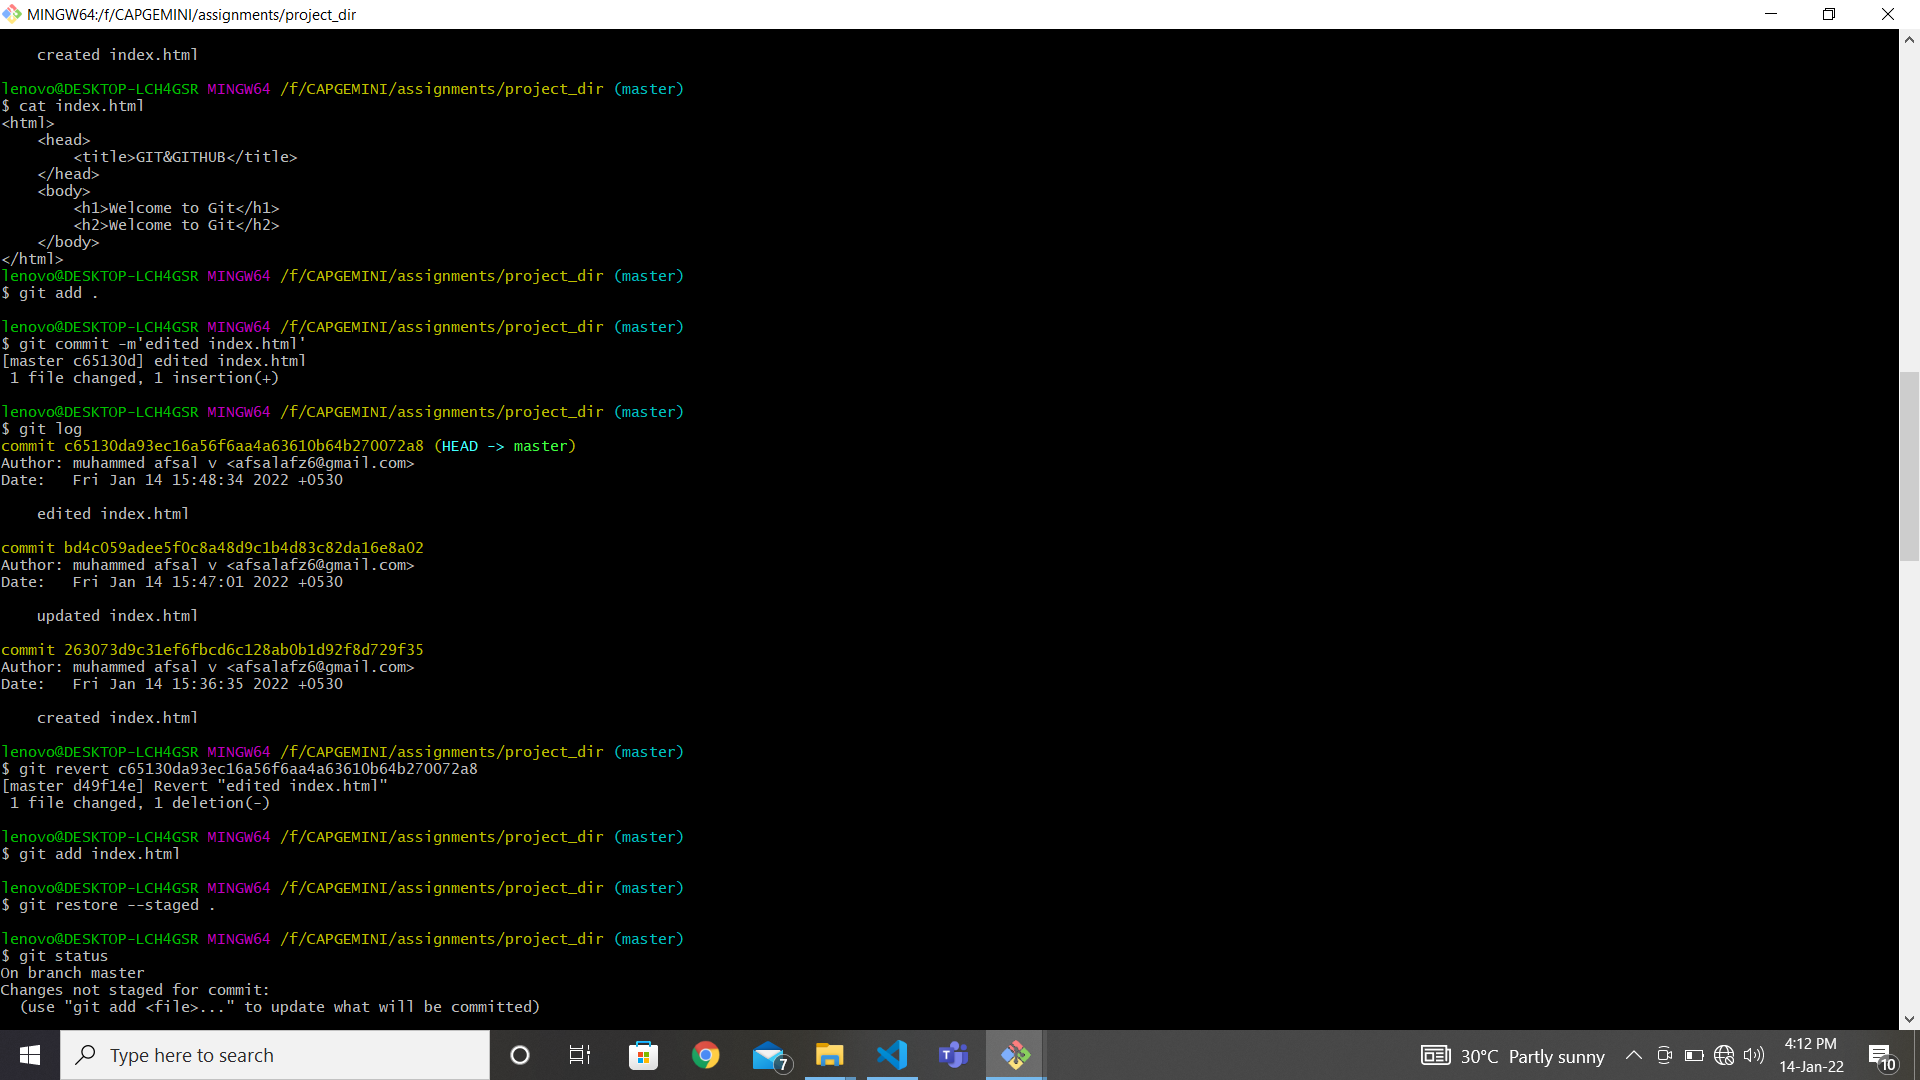 MINGW64:/f/CAPGEMINI/assignments/project_dir
    created index.html
lenovo@DESKTOP-LCH4GSR MINGW64 /f/CAPGEMINI/assignments/project_dir (master)
$ cat index.html
<html>
    <head>
        <title>GIT&GITHUB</title>
    </head>
    <body>
        <h1>Welcome to Git</h1>
        <h2>Welcome to Git</h2>
    </body>
</html>
lenovo@DESKTOP-LCH4GSR MINGW64 /f/CAPGEMINI/assignments/project_dir (master)
$ git add .
lenovo@DESKTOP-LCH4GSR MINGW64 /f/CAPGEMINI/assignments/project_dir (master)
$ git commit -m'edited index.html'
[master c65130d] edited index.html
 1 file changed, 1 insertion(+)
lenovo@DESKTOP-LCH4GSR MINGW64 /f/CAPGEMINI/assignments/project_dir (master)
$ git log
commit c65130da93ec16a56f6aa4a63610b64b270072a8 (HEAD -> master)
Author: muhammed afsal v <afsalafz6@gmail.com>
Date:   Fri Jan 14 15:48:34 2022 +0530
    edited index.html
commit bd4c059adee5f0c8a48d9c1b4d83c82da16e8a02
Author: muhammed afsal v <afsalafz6@gmail.com>
Date:   Fri Jan 14 15:47:01 2022 +0530
    updated index.html
commit 263073d9c31ef6fbcd6c128ab0b1d92f8d729f35
Author: muhammed afsal v <afsalafz6@gmail.com>
Date:   Fri Jan 14 15:36:35 2022 +0530
    created index.html
lenovo@DESKTOP-LCH4GSR MINGW64 /f/CAPGEMINI/assignments/project_dir (master)
$ git revert c65130da93ec16a56f6aa4a63610b64b270072a8
[master d49f14e] Revert "edited index.html"
 1 file changed, 1 deletion(-)
lenovo@DESKTOP-LCH4GSR MINGW64 /f/CAPGEMINI/assignments/project_dir (master)
$ git add index.html
lenovo@DESKTOP-LCH4GSR MINGW64 /f/CAPGEMINI/assignments/project_dir (master)
$ git restore --staged .
lenovo@DESKTOP-LCH4GSR MINGW64 /f/CAPGEMINI/assignments/project_dir (master)
$ git status
On branch master
Changes not staged for commit:
  (use "git add <file>..." to update what will be committed)
Type here to search
7
30°C Partly sunny
4:12 PM
14-Jan-22
10